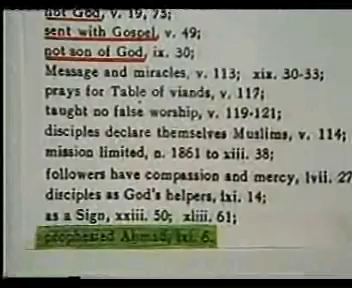 not God, v. 19, 75;
sent with Gospel, v. 49;
not son of God, ix. 30;
Message and miracles, v. 113; xix. 30-33;
prays for Table of viands, v. 117;
taught no false worship, v. 119-121;
disciples declare themselves Muslims, v. 114;
mission limited, n. 1861 to xiii. 38;
followers have compassion and mercy, lvii. 27
disciples as God's helpers, lxi. 14;
as a Sign, xxiii. 50; xliii. 61;
prophesied Ahmad, lxi. 6.